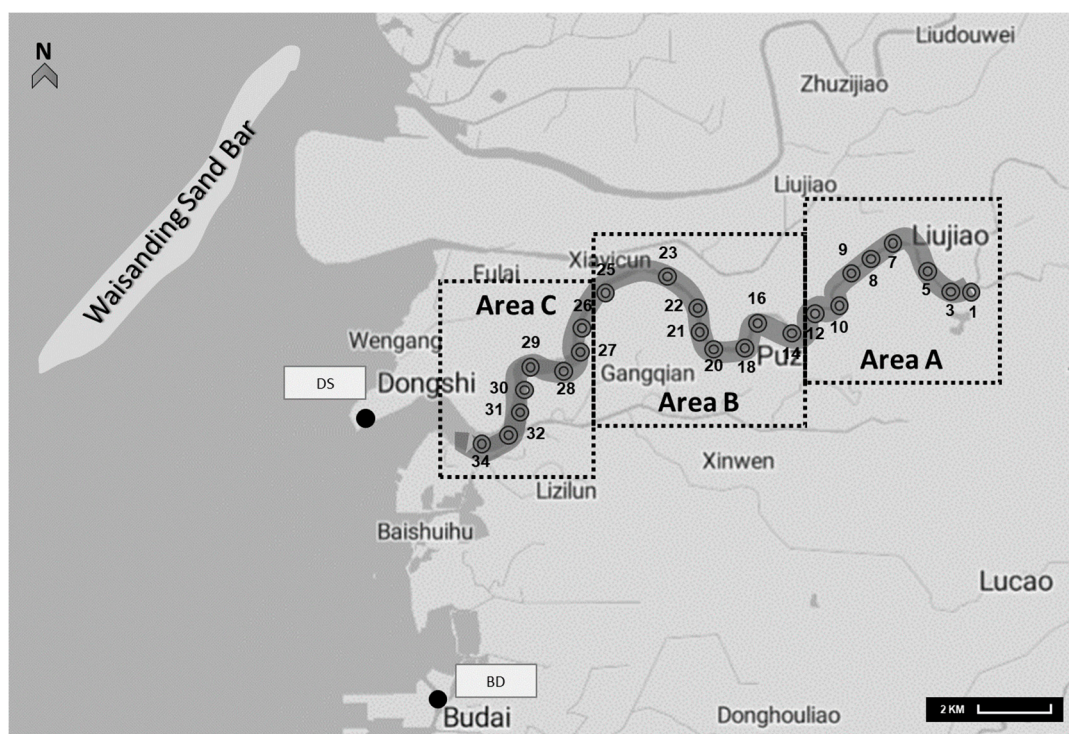 Liudouwei
N
Zhuzijiao
Waisanding Sand Bar
Liujiao
Liujiao
23
9
7
Xiayicun
25
8
5
3
1
Fulai
Area C
26
22
16
12
10
Wengang
29
27
21
14
Area A
28
20
18
Puzi
Gangqian
DS
Dongshi
30
Area B
31
32
34
Xinwen
Lizilun
Baishuihu
Lucao
BD
Budai
Donghouliao
2 KM